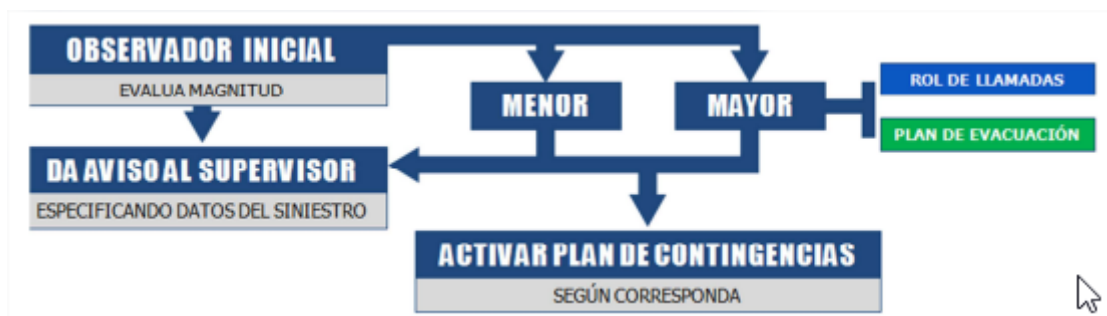 OBSERVADOR INICIAL
EVALUA MAGNITUD
MENOR
MAYOR
ROL DE LLAMADAS
PLAN DE EVACUACIÓN
DA AVISO AL SUPERVISOR
ESPECIFICANDO DATOS DEL SINIESTRO
ACTIVAR PLAN DE CONTINGENCIAS
SEGÚN CORRESPONDA